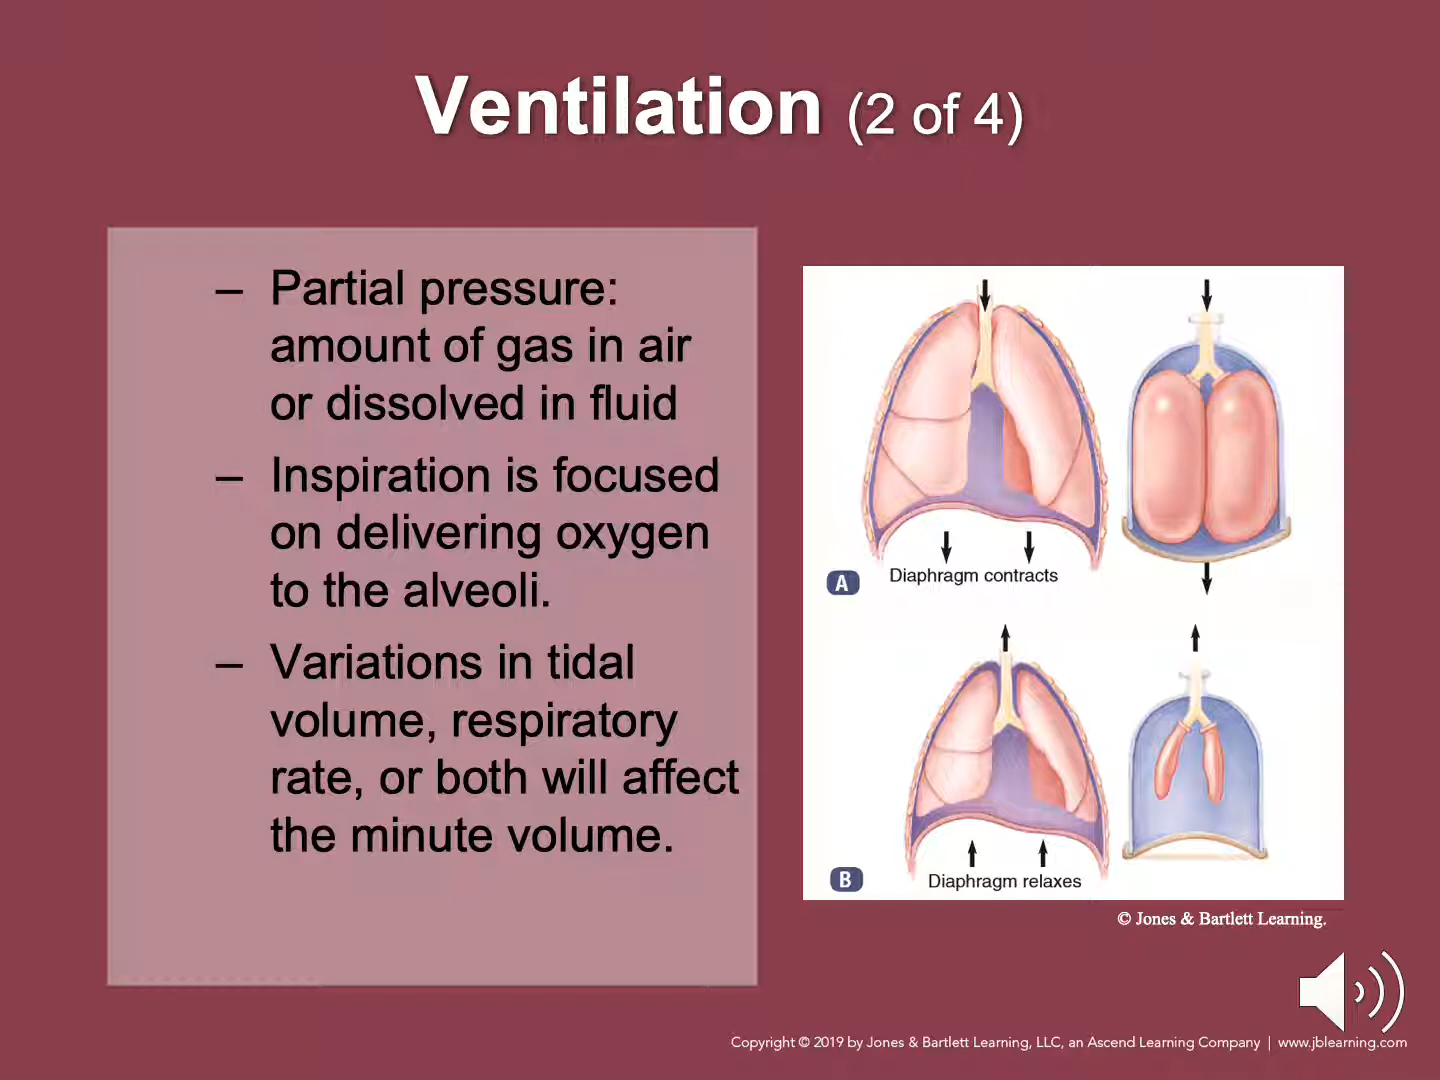 Ventilation (2 of 4)
– Partial pressure:
amount of gas in air
or dissolved in fluid
– Inspiration is focused
on delivering oxygen
to the alveoli.
– Variations in tidal
volume, respiratory
rate, or both will affect
the minute volume.
A
Diaphragm contracts
B
Diaphragm relaxes
© Jones & Bartlett Learning.
Copyright © 2019 by Jones & Bartlett Learning, LLC, an Ascend Learning Company | www.jblearning.com